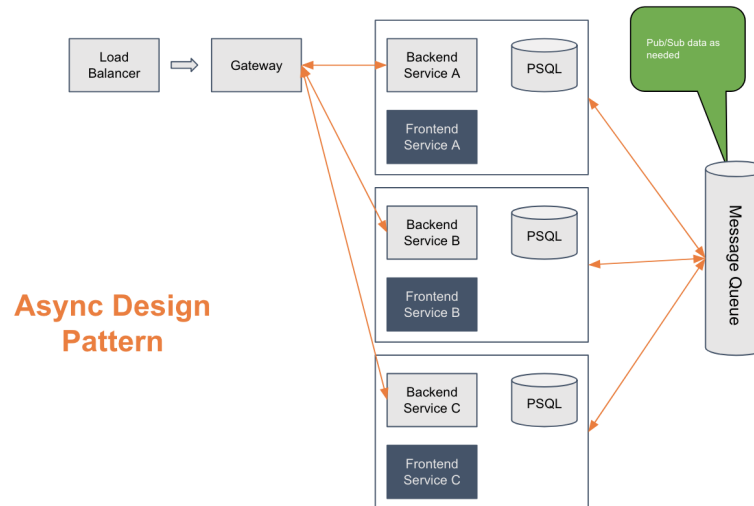 Load
Balancer
Gateway
Backend
Service A
PSQL
Frontend
Service A
Pub/Sub data as
needed
Message Queue
Backend
Service B
PSQL
Frontend
Service B
Async Design
Pattern
Backend
Service C
PSQL
Frontend
Service C